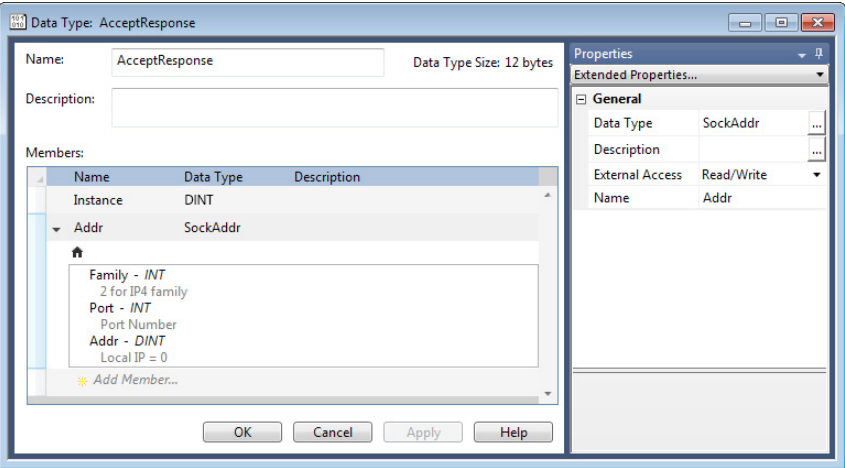 Data Type: AcceptResponse
Name: AcceptResponse Data Type Size: 12 bytes
Description:
Members:
Name Data Type Description
Instance DINT
Addr SockAddr
Family - INT
2 for IP4 family
Port - INT
Port Number
Addr - DINT
Local IP = 0
Add Member...
OK Cancel Apply Help
Properties
Extended Properties...
General
Data Type SockAddr ...
Description ...
External Access Read/Write
Name Addr